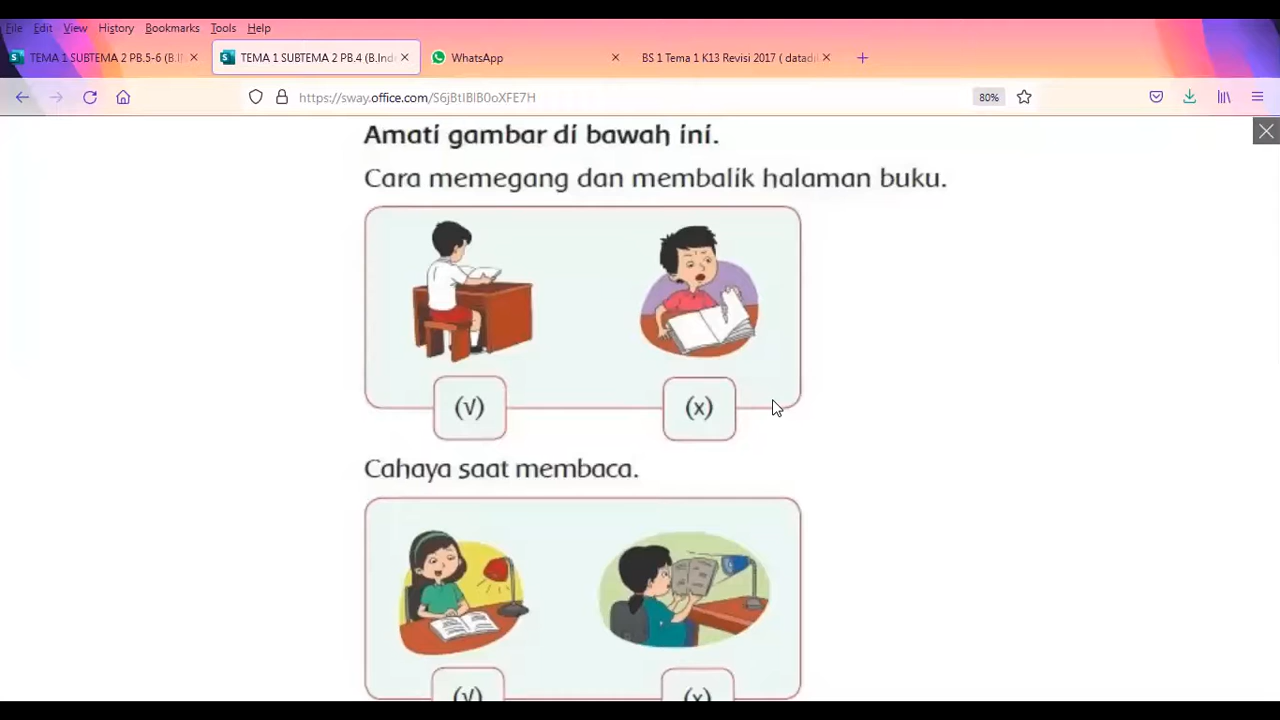 File Edit View History Bookmarks Tools Help
TEMA 1 SUBTEMA 2 PB.5-6 (B.I
TEMA 1 SUBTEMA 2 PB.4 (B.Ind
WhatsApp
BS 1 Tema 1 K13 Revisi 2017 ( datadi
https://sway.office.com/S6jBtIBlB0oXFE7H
80%
Amati gambar di bawah ini.
Cara memegang dan membalik halaman buku.
(√) (x)
Cahaya saat membaca.
(√) (x)